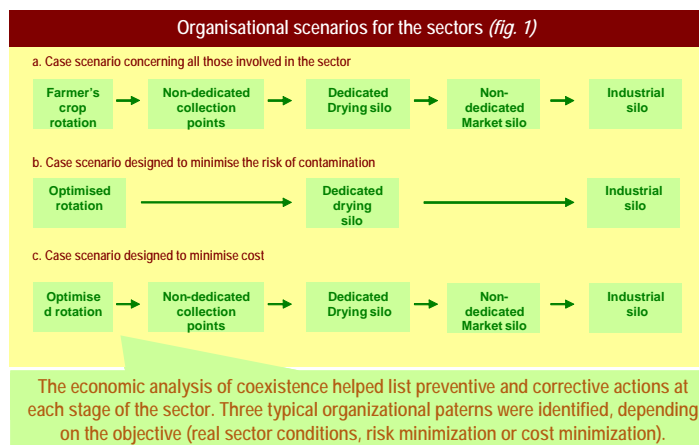 Organisational scenarios for the sectors (fig. 1)
a. Case scenario concerning all those involved in the sector
Farmer's
crop
rotation
Non-dedicated
collection
points
Dedicated
Drying silo
Non-
dedicated
Market silo
Industrial
silo
b. Case scenario designed to minimise the risk of contamination
Optimised
rotation
Dedicated
drying
silo
Industrial
silo
c. Case scenario designed to minimise cost
Optimise
d rotation
Non-dedicated
collection
points
Dedicated
Drying silo
Non-
dedicated
Market silo
Industrial
silo
The economic analysis of coexistence helped list preventive and corrective actions at
each stage of the sector. Three typical organizational paterns were identified, depending
on the objective (real sector conditions, risk minimization or cost minimization).